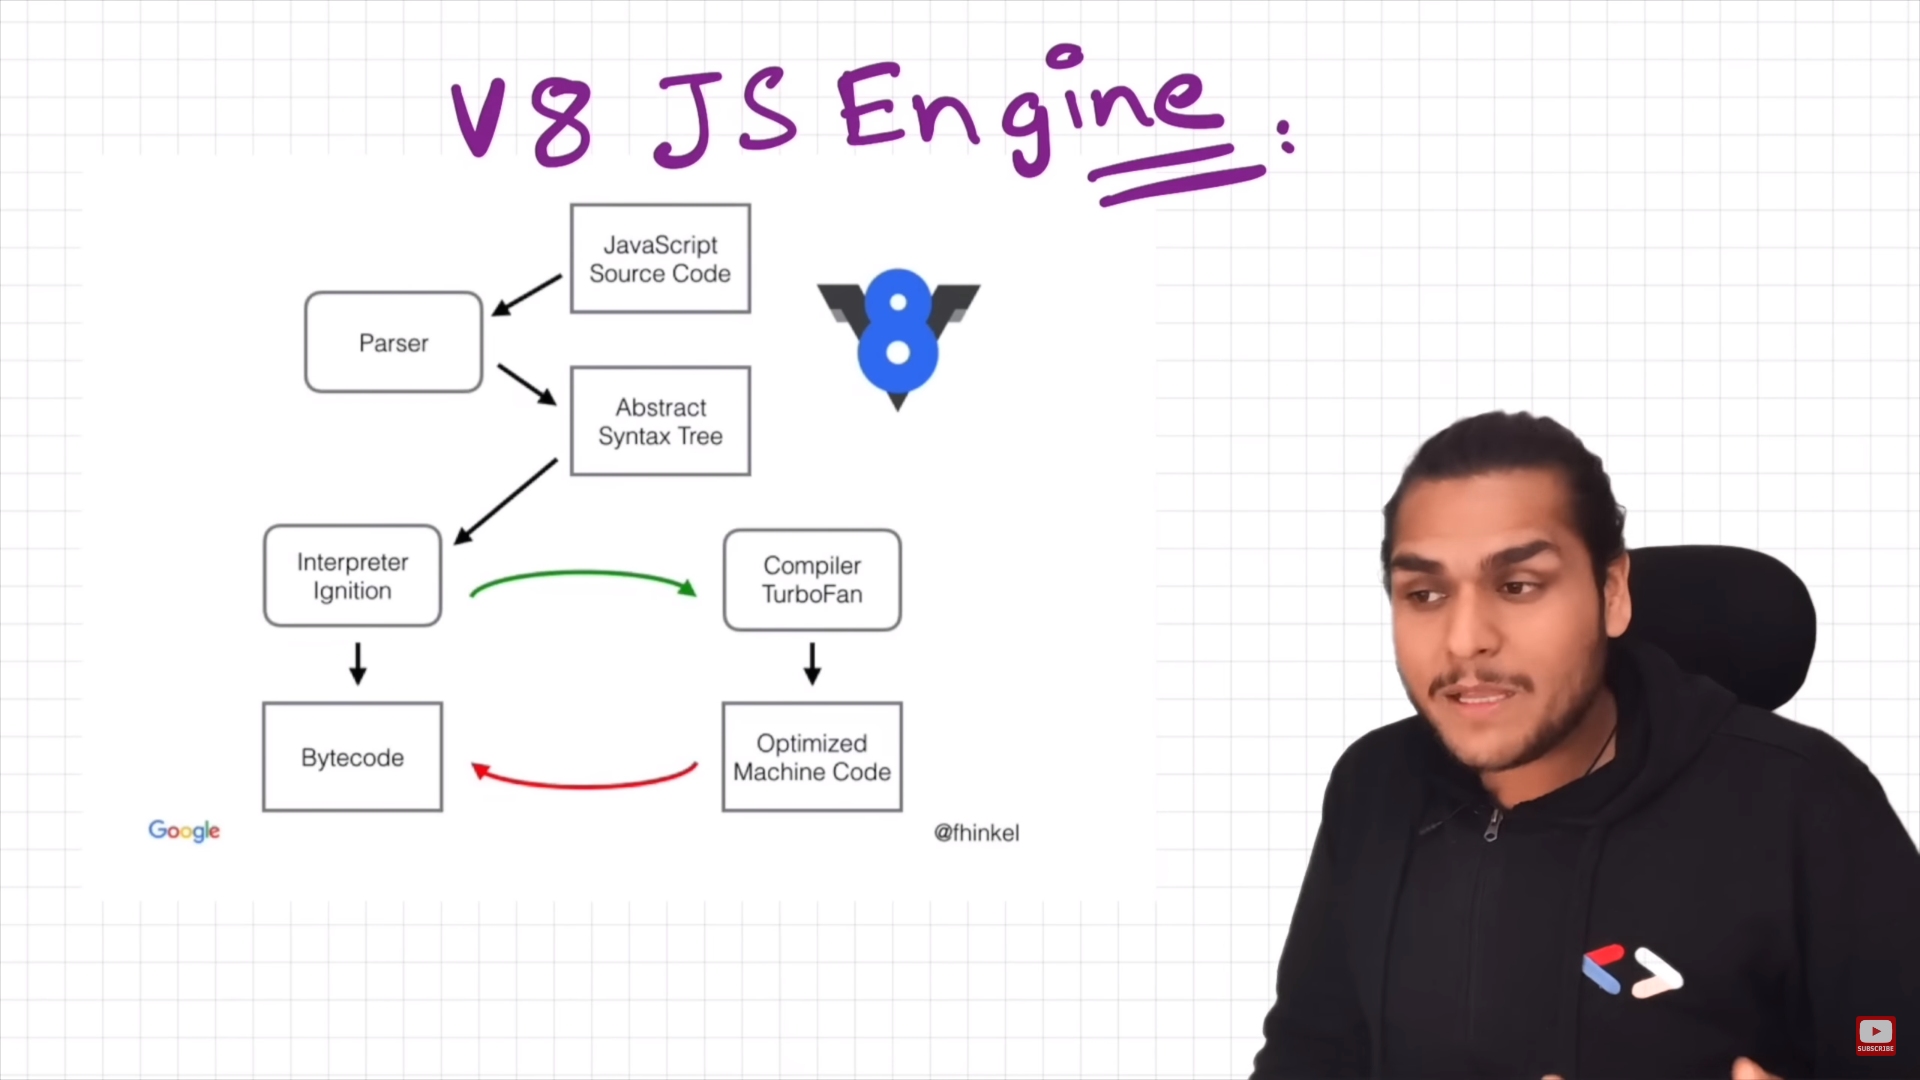 V8 JS Engine :
JavaScript
Source Code
Parser
Abstract
Syntax Tree
Interpreter
Ignition
Compiler
TurboFan
Bytecode
Optimized
Machine Code
Google
@fhinkel
SUBSCRIBE